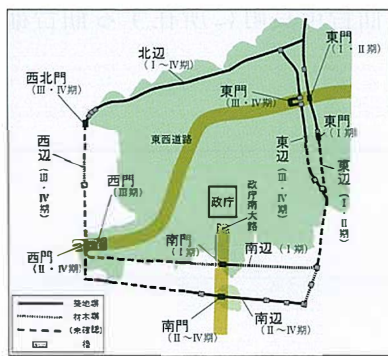 北辺
(Ⅰ～Ⅳ期)
東門
(Ⅰ・Ⅱ期)
西北門
(Ⅲ・Ⅳ期)
東門
(Ⅲ・Ⅳ期)
東門
(Ⅰ期)
東西道路
西辺
(Ⅲ・Ⅳ期)
東辺
(Ⅲ・Ⅳ期)
東辺
(Ⅰ・Ⅱ期)
政庁
政庁南大路
西門
(Ⅲ期)
西門
(Ⅱ・Ⅳ期)
南門
(Ⅰ期)
南辺(Ⅰ期)
南門
(Ⅱ～Ⅳ期)
南辺
(Ⅱ～Ⅳ期)
築地塀
材木塀
(未確認)
櫓